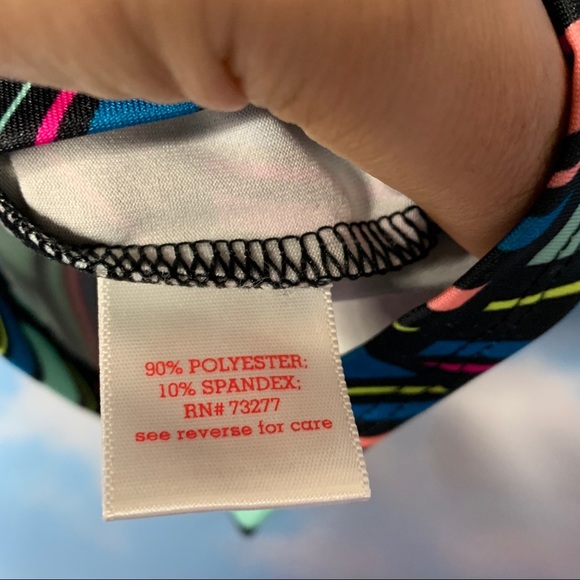 90% POLYESTER;
10% SPANDEX;
RN# 73277
see reverse for care